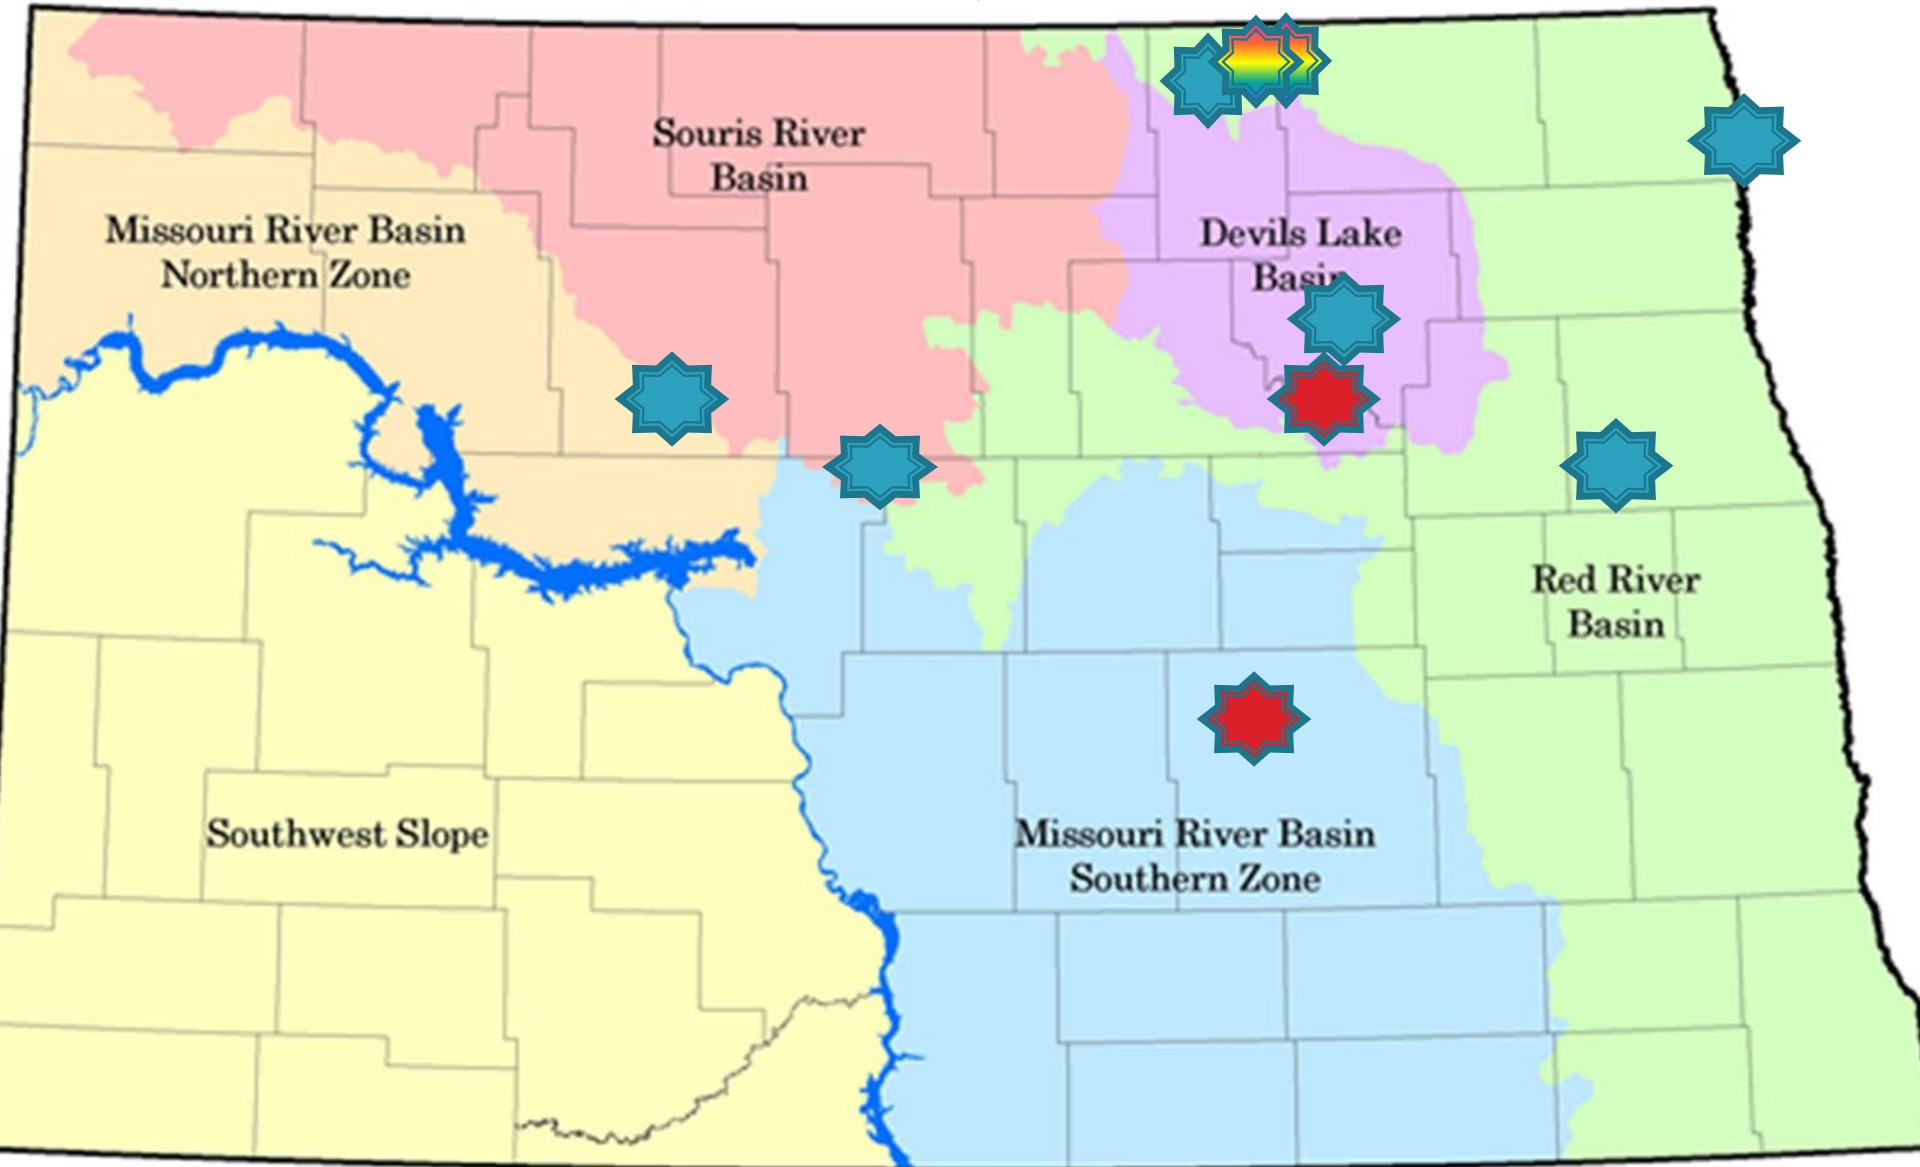 Souris River
Basin
Missouri River Basin
Northern Zone
Devils Lake
Basin
Red River
Basin
Southwest Slope
Missouri River Basin
Southern Zone